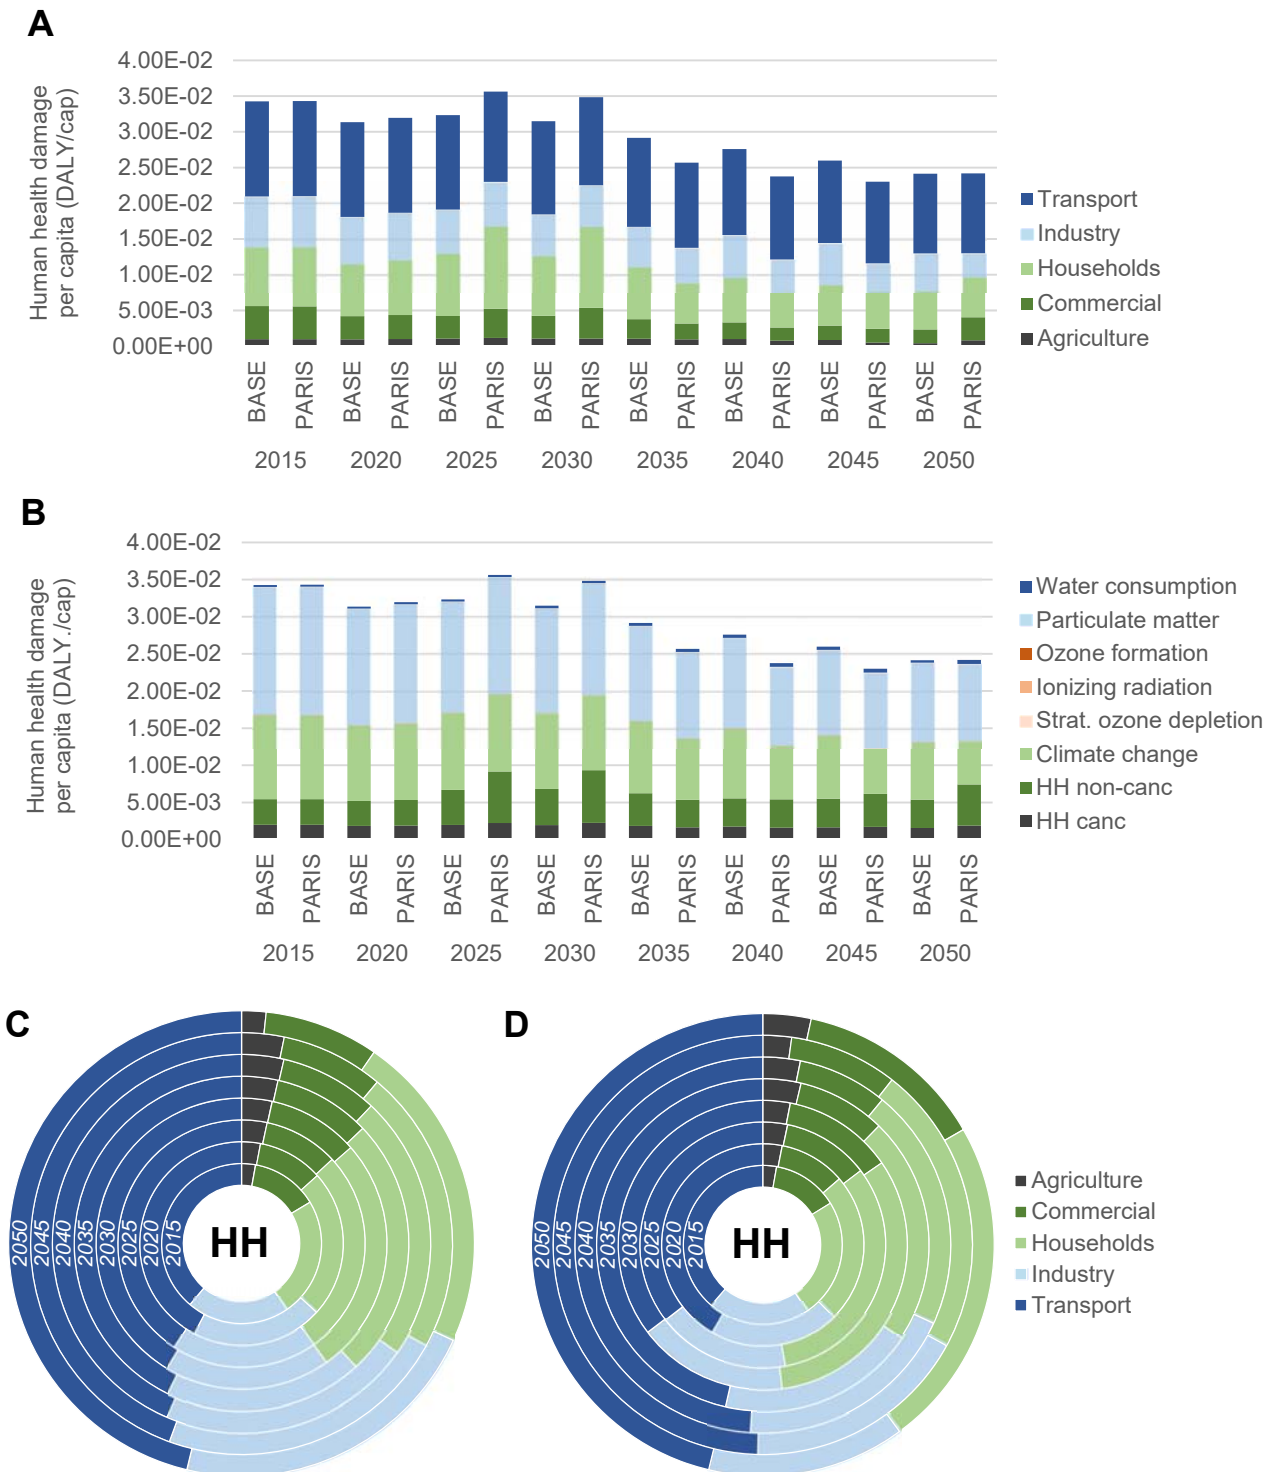 A
Human health damage
per capita (DALY/cap)
4.00E-02
3.50E-02
3.00E-02
2.50E-02
2.00E-02
1.50E-02
1.00E-02
5.00E-03
0.00E+00
BASE PARIS BASE PARIS BASE PARIS BASE PARIS BASE PARIS BASE PARIS BASE PARIS BASE PARIS
2015 2020 2025 2030 2035 2040 2045 2050
Transport
Industry
Households
Commercial
Agriculture
B
Human health damage
per capita (DALY./cap)
4.00E-02
3.50E-02
3.00E-02
2.50E-02
2.00E-02
1.50E-02
1.00E-02
5.00E-03
0.00E+00
BASE PARIS BASE PARIS BASE PARIS BASE PARIS BASE PARIS BASE PARIS BASE PARIS BASE PARIS
2015 2020 2025 2030 2035 2040 2045 2050
Water consumption
Particulate matter
Ozone formation
Ionizing radiation
Strat. ozone depletion
Climate change
HH non-canc
HH canc
C
2050 2045 2040 2035 2030 2025 2020 2015
HH
D
2050 2045 2040 2035 2030 2025 2020 2015
HH
Agriculture
Commercial
Households
Industry
Transport